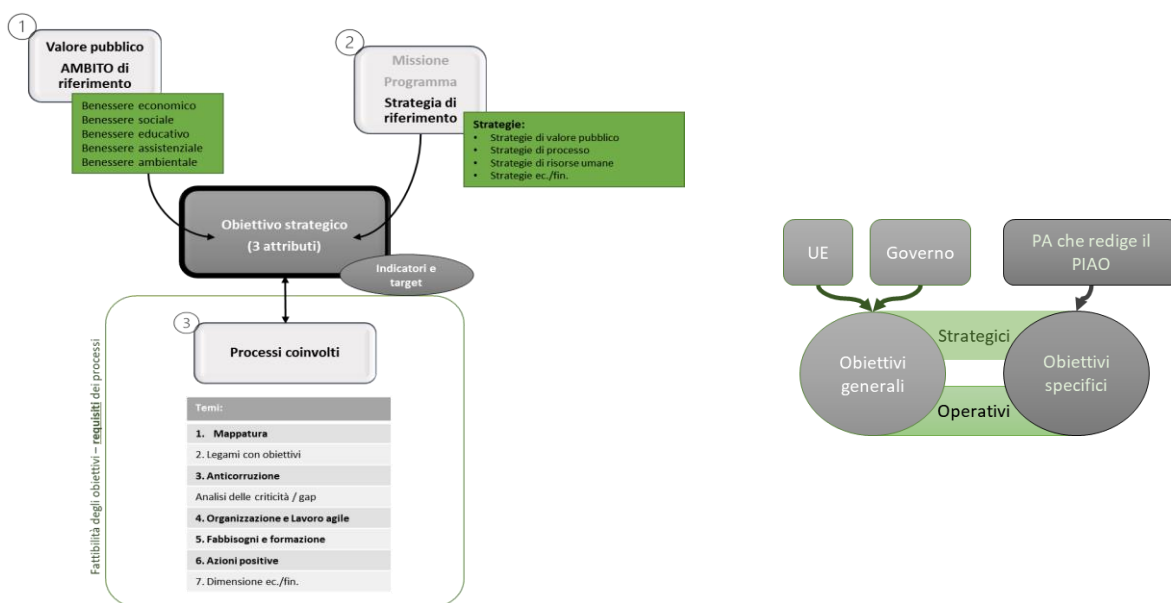 1
Valore pubblico
AMBITO di
riferimento
Benessere economico
Benessere sociale
Benessere educativo
Benessere assistenziale
Benessere ambientale
2
Missione
Programma
Strategia di
riferimento
Strategie:
• Strategie di valore pubblico
• Strategie di processo
• Strategie di risorse umane
• Strategie ec./fin.
Obiettivo strategico
(3 attributi)
Indicatori e
target
3
Processi coinvolti
Fattibilità degli obiettivi – requisiti dei processi
Temi:
1. Mappatura
2. Legami con obiettivi
3. Anticorruzione
Analisi delle criticità / gap
4. Organizzazione e Lavoro agile
5. Fabbisogni e formazione
6. Azioni positive
7. Dimensione ec./fin.
UE
Governo
PA che redige il
PIAO
Strategici
Obiettivi
generali
Obiettivi
specifici
Operativi